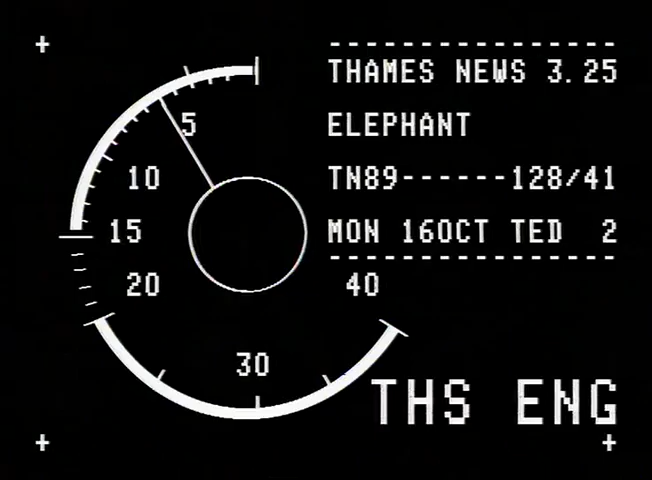 THAMES NEWS 3.25
ELEPHANT
TN89------128/41
MON 16OCT TED 2
5
10
15
20
30
40
THS ENG